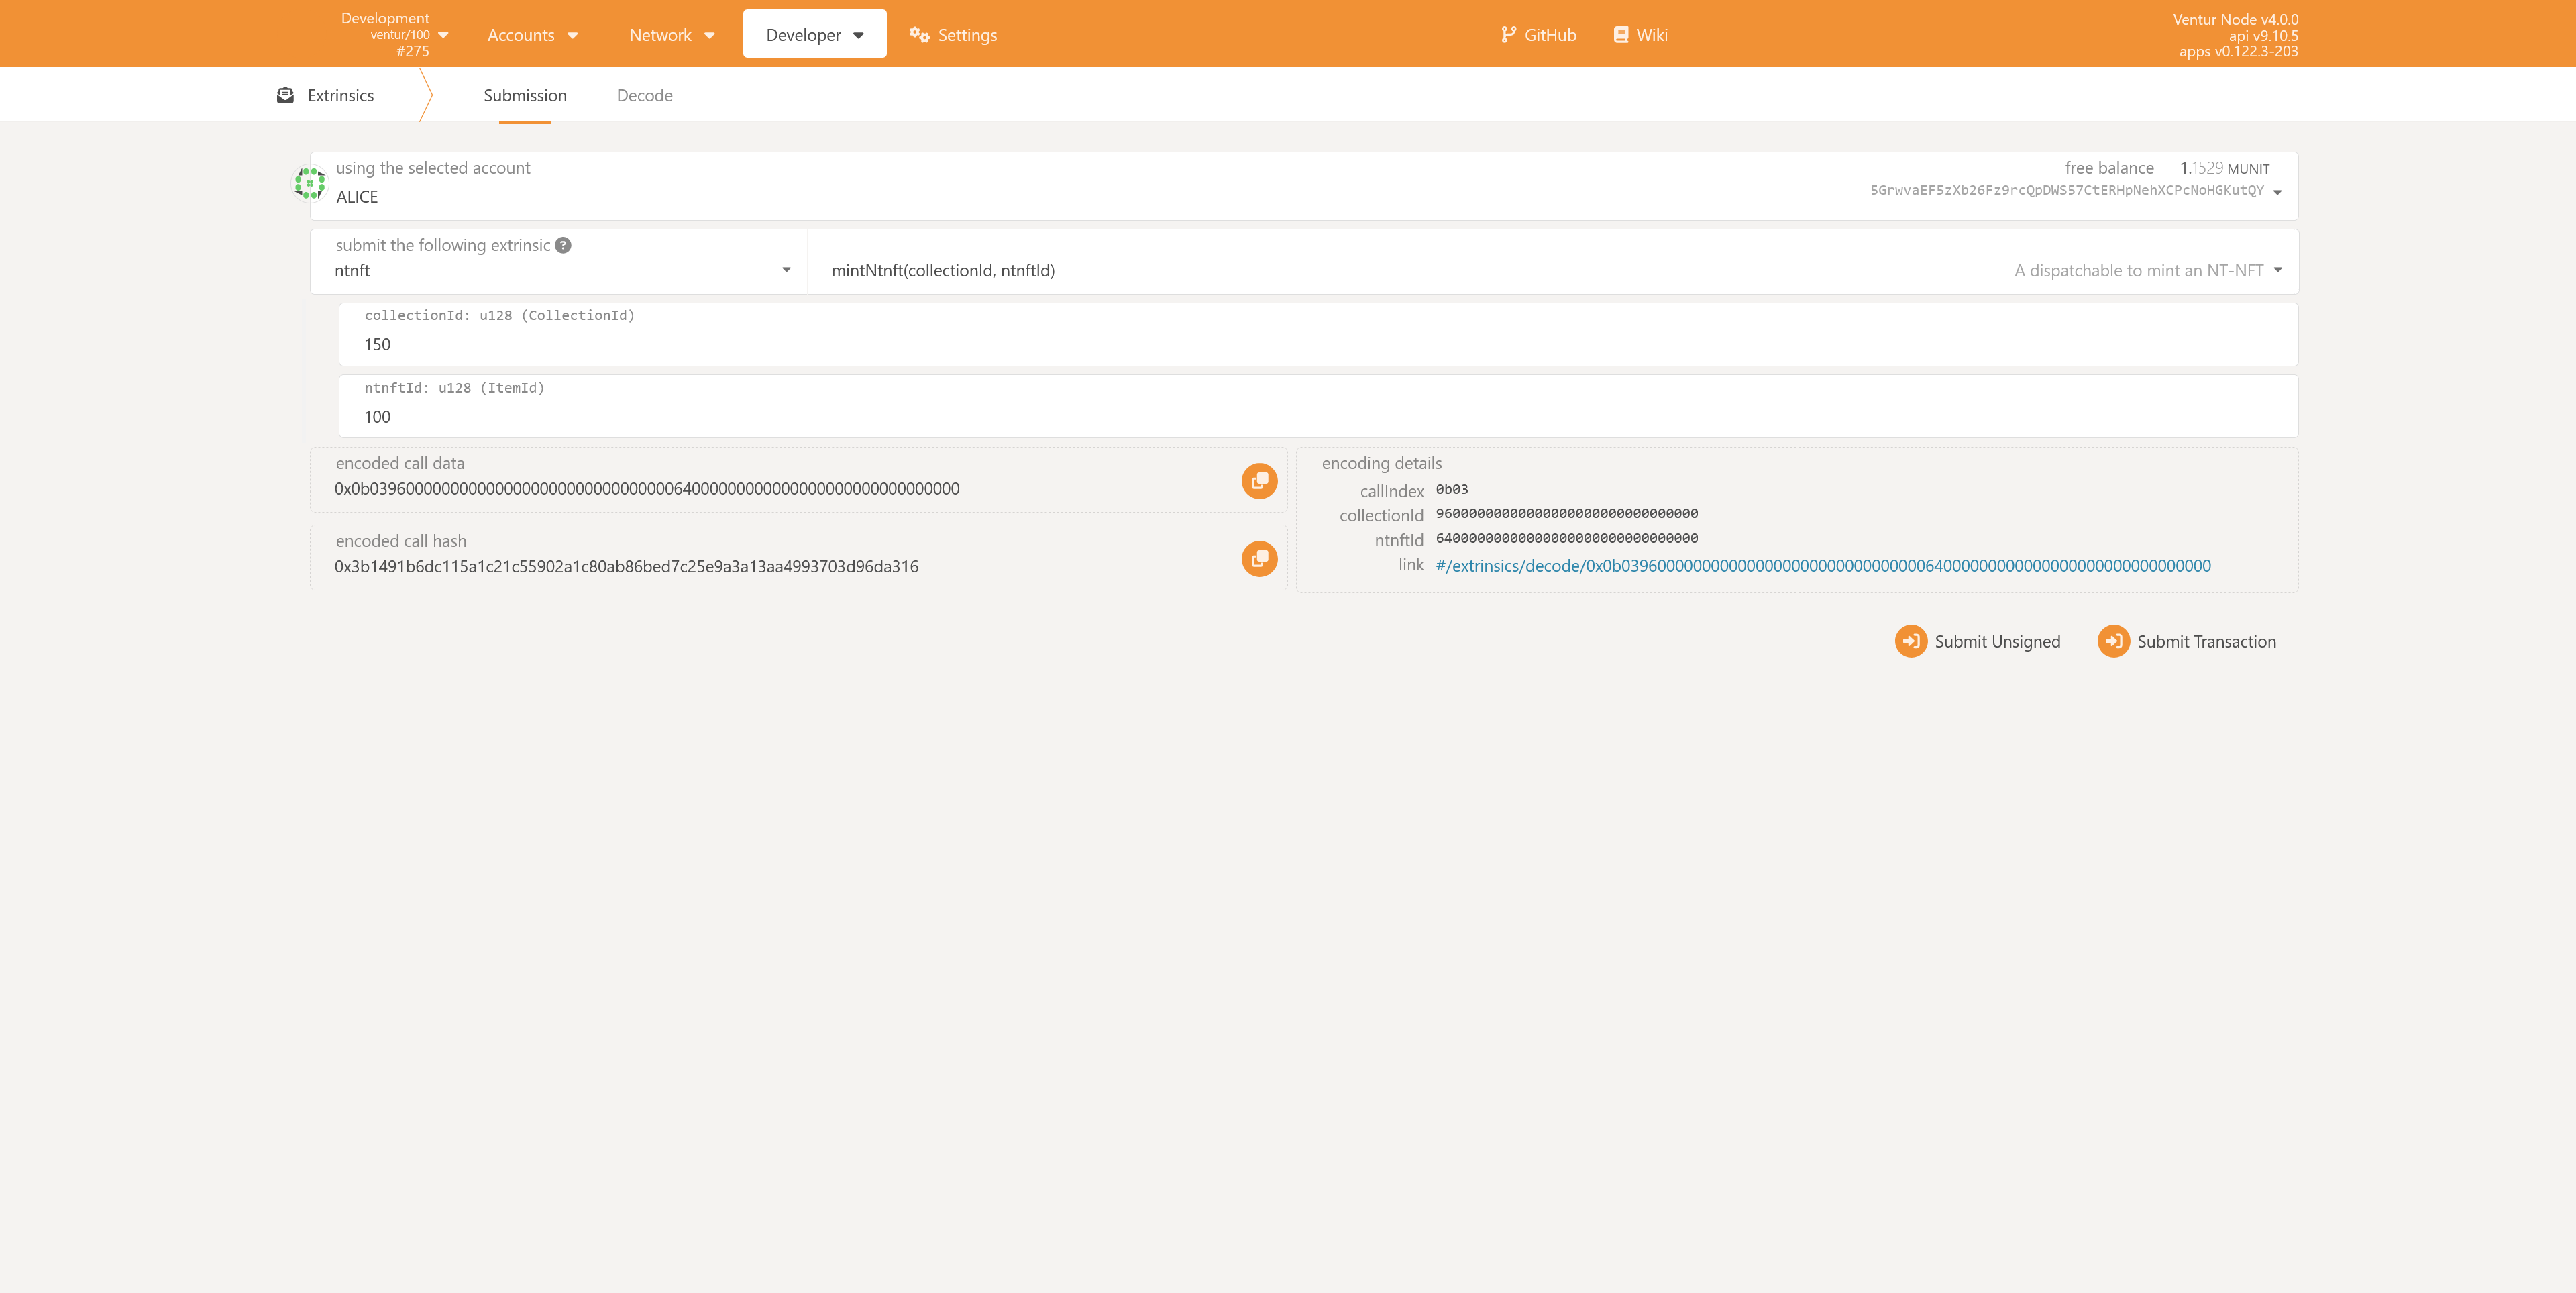 Development
ventur/100
#275
Accounts
Network
Developer
Settings
GitHub
Wiki
Ventur Node v4.0.0
api v9.10.5
apps v0.122.3-203
Extrinsics
Submission
Decode
using the selected account
ALICE
free balance 1.1529 MUNIT
5GrwvaEF5zXb26Fz9rcQpDWS57CtERHpNehXCPcNoHGKutQY
submit the following extrinsic ?
ntnft
mintNtnft(collectionId, ntnftId)
A dispatchable to mint an NT-NFT
collectionId: u128 (CollectionId)
150
ntnftId: u128 (ItemId)
100
encoded call data
0x0b039600000000000000000000000000000064000000000000000000000000000000
encoded call hash
0x3b1491b6dc115a1c21c55902a1c80ab86bed7c25e9a3a13aa4993703d96da316
encoding details
callIndex 0b03
collectionId 96000000000000000000000000000000
ntnftId 64000000000000000000000000000000
link #/extrinsics/decode/0x0b039600000000000000000000000000000064000000000000000000000000000000
Submit Unsigned
Submit Transaction